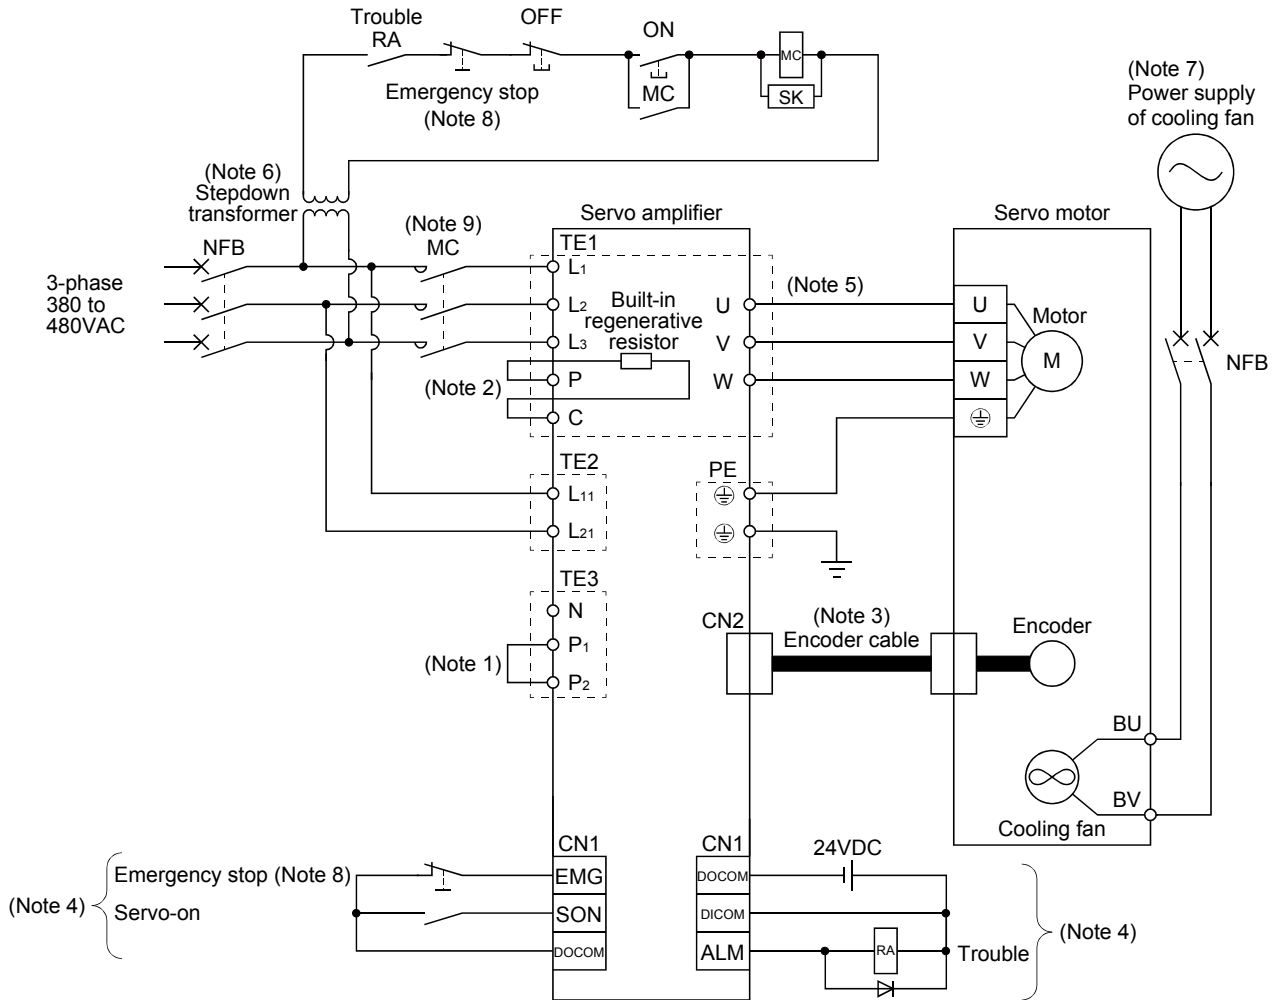 Trouble
RA
OFF
ON
MC
SK
MC
Emergency stop
(Note 8)
(Note 7)
Power supply
of cooling fan
(Note 6)
Stepdown
transformer
(Note 9)
MC
NFB
3-phase
380 to
480VAC
Servo amplifier
Servo motor
TE1
L1
L2
L3
P
C
Built-in
regenerative
resistor
(Note 2)
U
V
W
(Note 5)
U
V
W
Motor
M
NFB
TE2
L11
L21
PE
TE3
N
P1
P2
(Note 1)
CN2
(Note 3)
Encoder cable
Encoder
BU
BV
Cooling fan
CN1
EMG
SON
DOCOM
(Note 4)
Emergency stop (Note 8)
Servo-on
CN1
DOCOM
DICOM
ALM
24VDC
RA
Trouble
(Note 4)